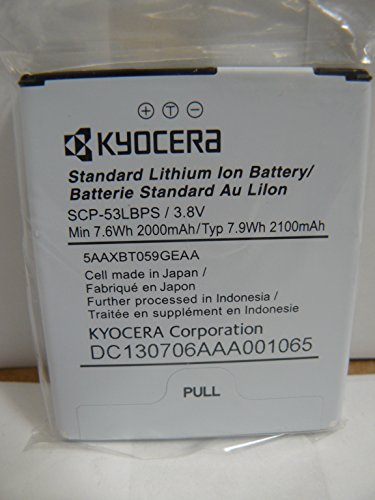 + T -
KYOCERA
Standard Lithium Ion Battery/
Batterie Standard Au LiIon
SCP-53LBPS / 3.8V
Min 7.6Wh 2000mAh/Typ 7.9Wh 2100mAh
5AAXBT059GEAA
Cell made in Japan /
Fabriqué en Japon
Further processed in Indonesia /
Traitée en supplément en Indonesie
KYOCERA Corporation
DC130706AAA001065
PULL